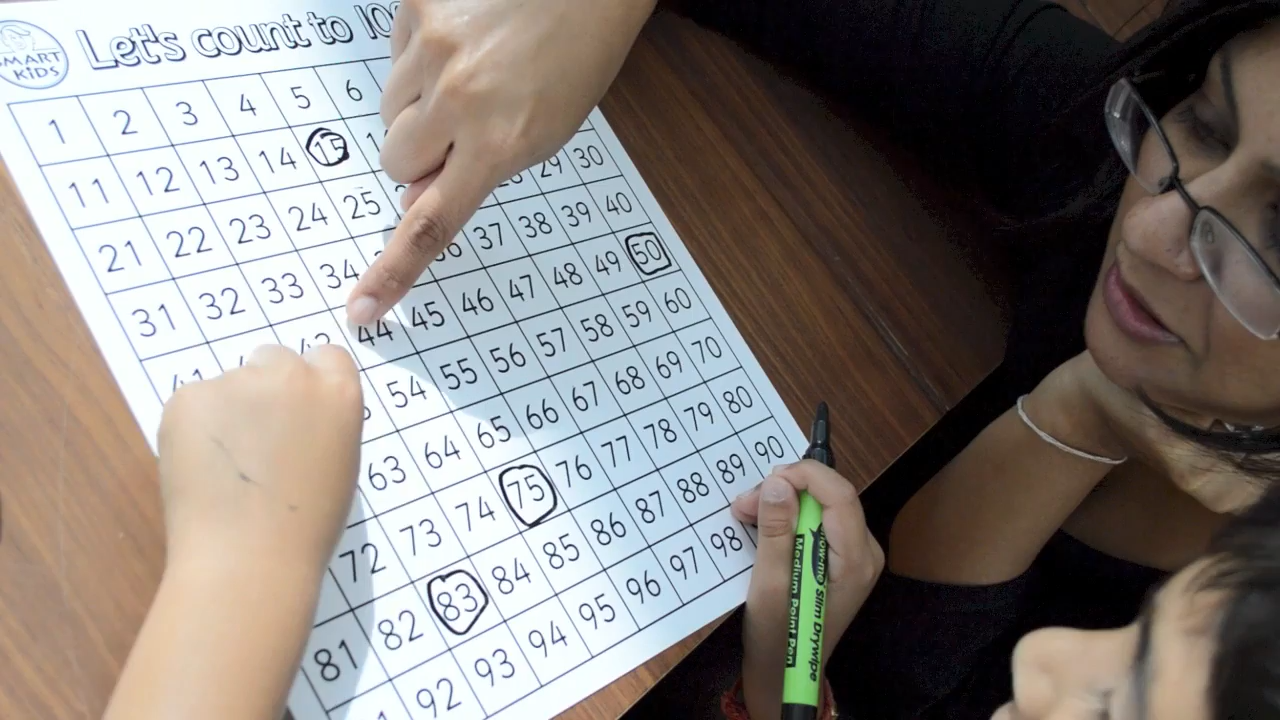 SMART
KIDS
Let's count to 100
1 2 3 4 5 6
11 12 13 14 15
21 22 23 24 25 29 30
31 32 33 34 37 38 39 40
43 44 45 46 47 48 49 50
54 55 56 57 58 59 60
63 64 65 66 67 68 69 70
72 73 74 75 76 77 78 79 80
81 82 83 84 85 86 87 88 89 90
92 93 94 95 96 97 98
Show-me Slim Drywipe
Medium Point Pen